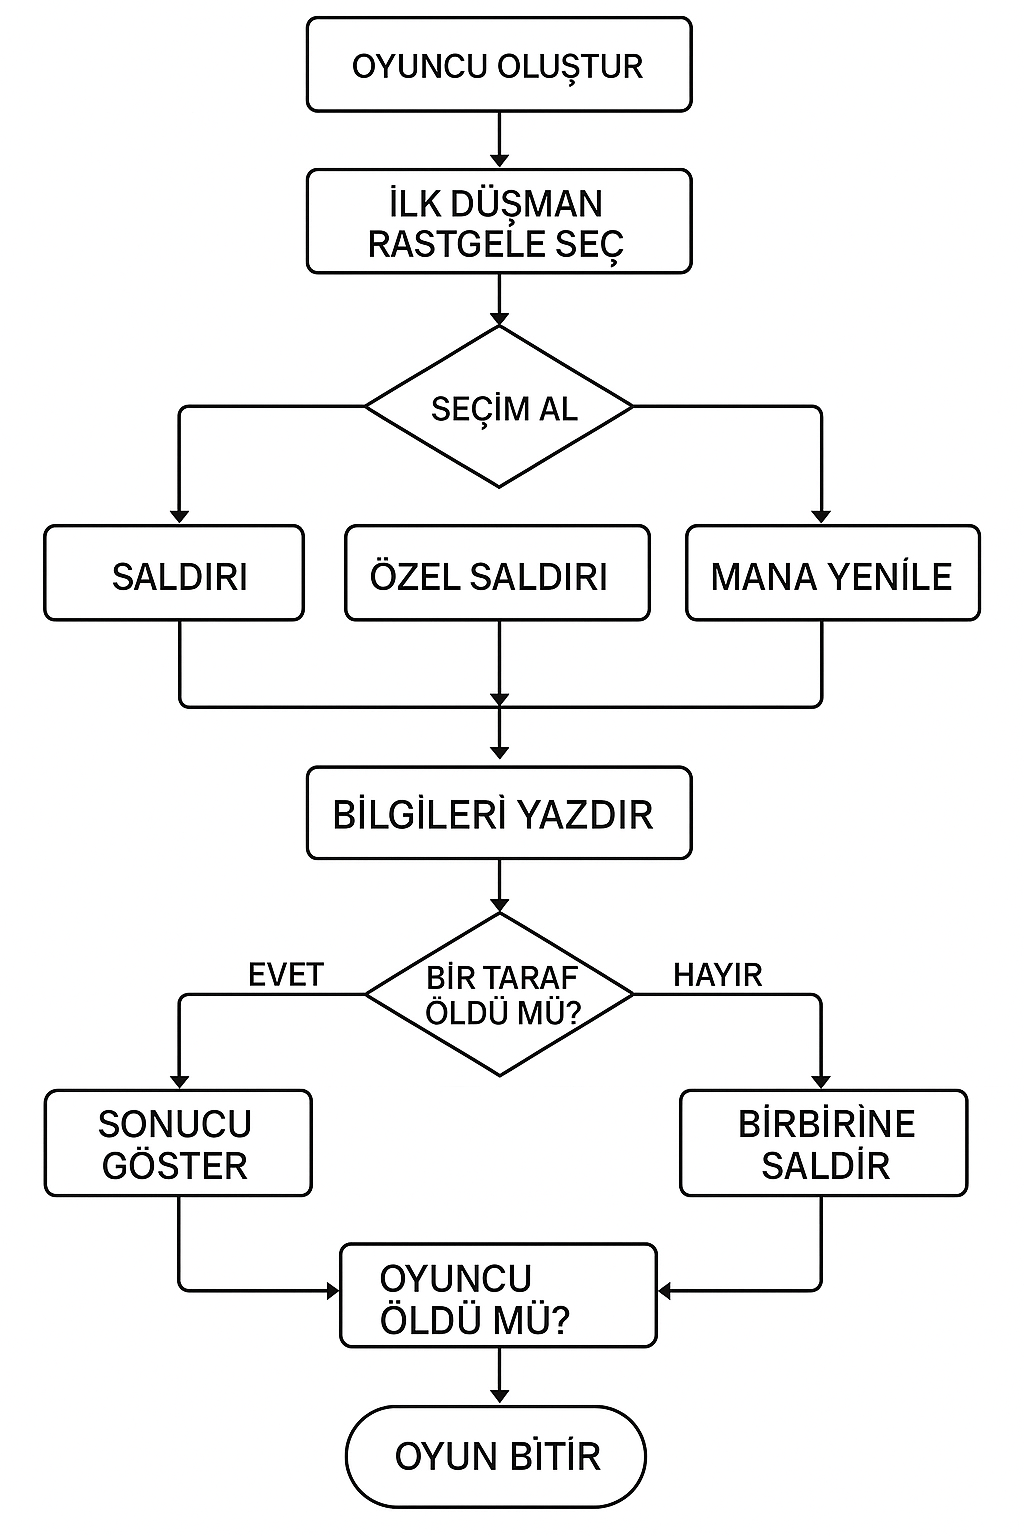 OYUNCU OLUŞTUR
İLK DÜŞMAN
RASTGELE SEÇ
SEÇİM AL
SALDIRI
ÖZEL SALDIRI
MANA YENİLE
BİLGİLERİ YAZDIR
EVET
BİR TARAF
ÖLDÜ MÜ?
HAYIR
SONUCU
GÖSTER
BİRBİRİNE
SALDİR
OYUNCU
ÖLDÜ MÜ?
OYUN BİTİR